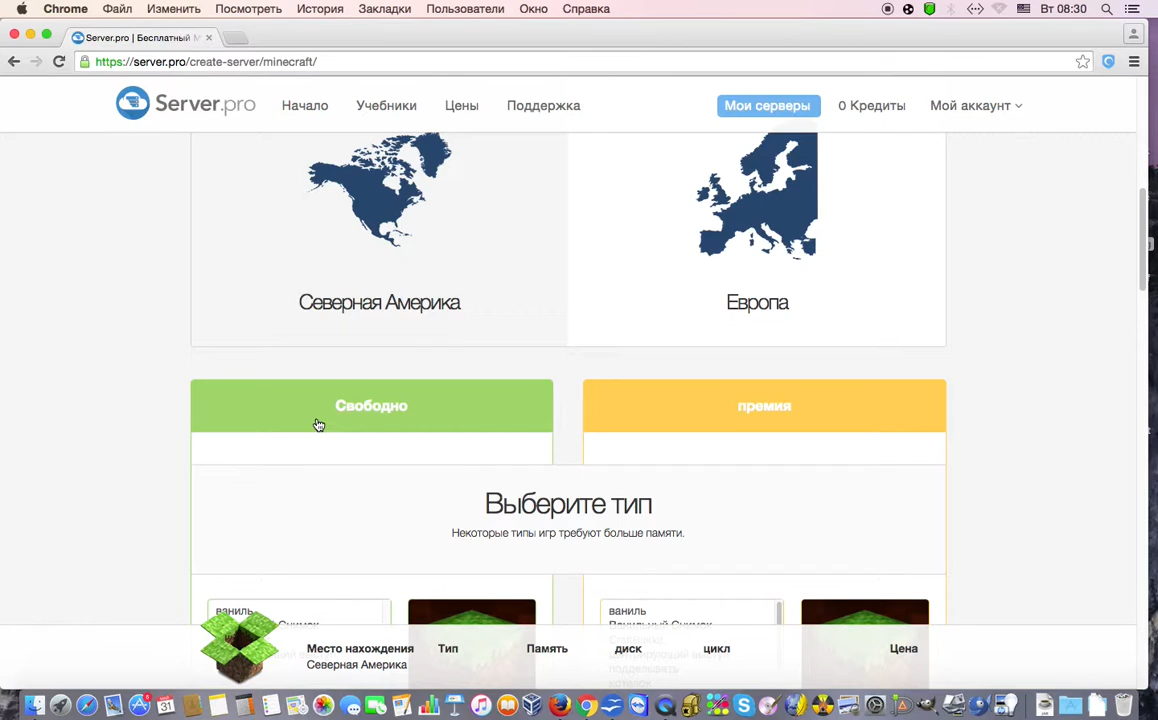 Chrome Файл Изменить Посмотреть История Закладки Пользователи Окно Справка Вт 08:30
Server.pro | Бесплатный M
https://server.pro/create-server/minecraft/
Server.pro Начало Учебники Цены Поддержка Мои серверы 0 Кредиты Мой аккаунт
Северная Америка Европа
Свободно премия
Выберите тип
Некоторые типы игр требуют больше памяти.
ваниль ваниль
Ванильный Снимок
Место нахождения Тип Память диск цикл Цена
Северная Америка